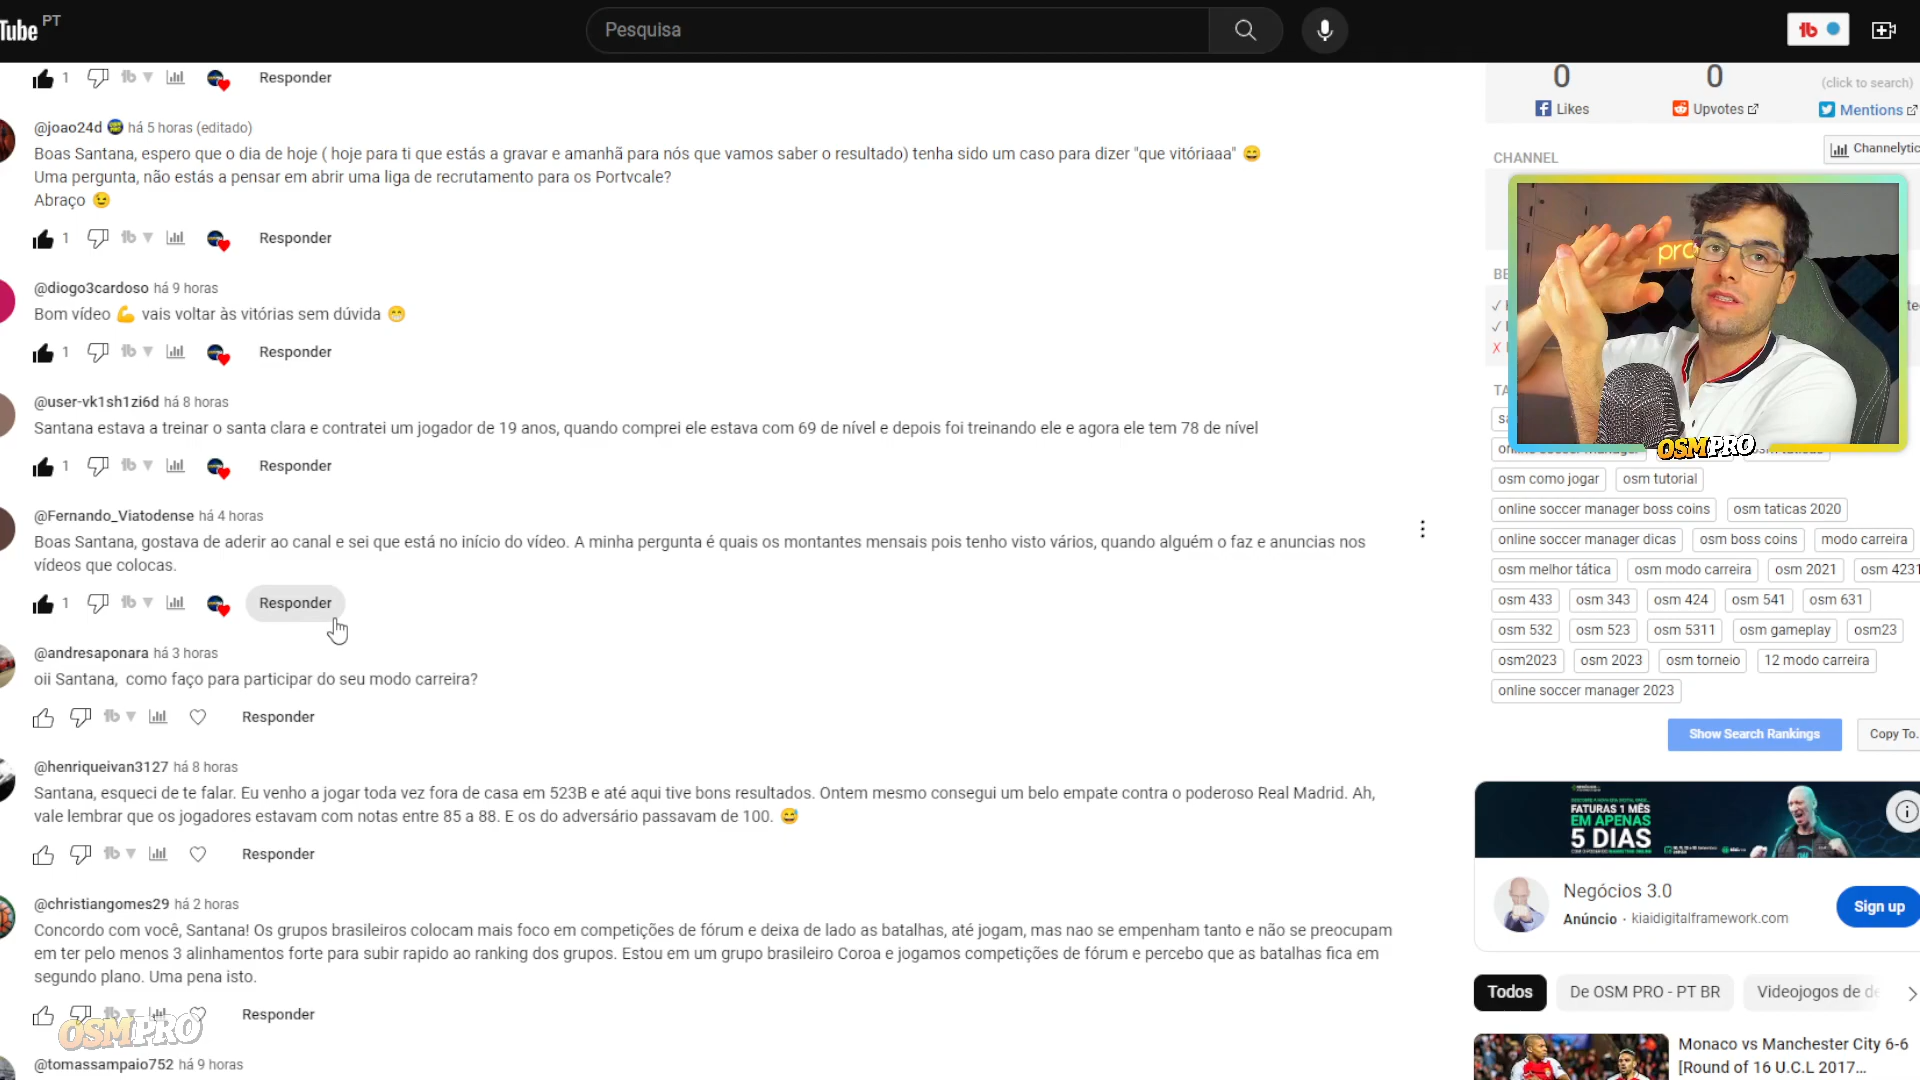 Tube PT
Pesquisa
1 Responder
@joao24d há 5 horas (editado)
Boas Santana, espero que o dia de hoje ( hoje para ti que estás a gravar e amanhã para nós que vamos saber o resultado) tenha sido um caso para dizer "que vitóriaaa" 😄
Uma pergunta, não estás a pensar em abrir uma liga de recrutamento para os Portvcale?
Abraço 😉
1 Responder
@diogo3cardoso há 9 horas
Bom vídeo 💪 vais voltar às vitórias sem dúvida 😁
1 Responder
@user-vk1sh1zi6d há 8 horas
Santana estava a treinar o santa clara e contratei um jogador de 19 anos, quando comprei ele estava com 69 de nível e depois foi treinando ele e agora ele tem 78 de nível
1 Responder
@Fernando_Viatodense há 4 horas
Boas Santana, gostava de aderir ao canal e sei que está no início do vídeo. A minha pergunta é quais os montantes mensais pois tenho visto vários, quando alguém o faz e anuncias nos
vídeos que colocas.
1 Responder
@andresaponara há 3 horas
oii Santana, como faço para participar do seu modo carreira?
Responder
@henriqueivan3127 há 8 horas
Santana, esqueci de te falar. Eu venho a jogar toda vez fora de casa em 523B e até aqui tive bons resultados. Ontem mesmo consegui um belo empate contra o poderoso Real Madrid. Ah,
vale lembrar que os jogadores estavam com notas entre 85 a 88. E os do adversário passavam de 100. 😅
Responder
@christiangomes29 há 2 horas
Concordo com você, Santana! Os grupos brasileiros colocam mais foco em competições de fórum e deixa de lado as batalhas, até jogam, mas nao se empenham tanto e não se preocupam
em ter pelo menos 3 alinhamentos forte para subir rapido ao ranking dos grupos. Estou em um grupo brasileiro Coroa e jogamos competições de fórum e percebo que as batalhas fica em
segundo plano. Uma pena isto.
Responder
OSMPRO
@tomassampaio752 há 9 horas
0 0 (click to search)
Likes Upvotes Mentions
CHANNEL
Channelytic
BE
pro
OSMPRO
TA
osm como jogar osm tutorial
online soccer manager boss coins osm taticas 2020
online soccer manager dicas osm boss coins modo carreira
osm melhor tática osm modo carreira osm 2021 osm 4231
osm 433 osm 343 osm 424 osm 541 osm 631
osm 532 osm 523 osm 5311 osm gameplay osm23
osm2023 osm 2023 osm torneio 12 modo carreira
online soccer manager 2023
Show Search Rankings Copy To.
FATURAS 1 MÊS
EM APENAS
5 DIAS
Negócios 3.0
Anúncio · kiaidigitalframework.com
Sign up
Todos De OSM PRO - PT BR Videojogos de de
Monaco vs Manchester City 6-6
[Round of 16 U.C.L 2017...